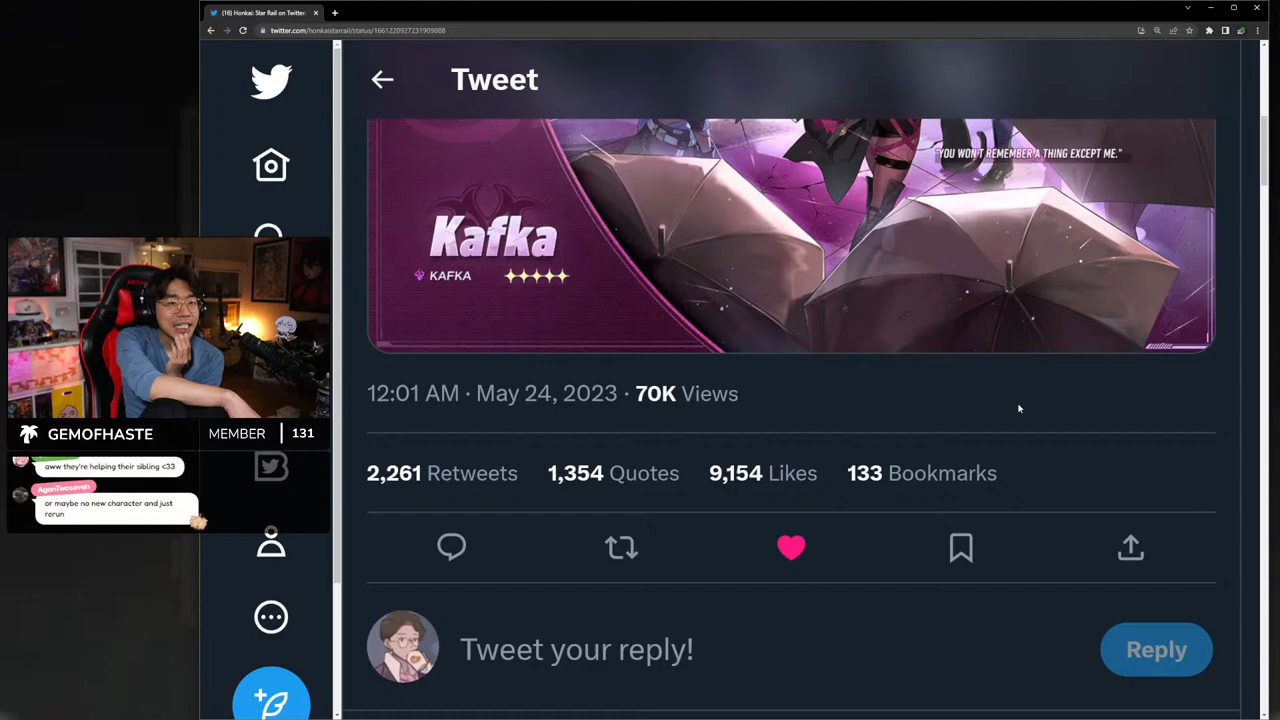 (16) Honkai: Star Rail on Twitter:
twitter.com/honkaistarrail/status/1661220927231909888
Tweet
"YOU WON'T REMEMBER A THING EXCEPT ME."
Kafka
KAFKA
12:01 AM · May 24, 2023 · 70K Views
2,261 Retweets 1,354 Quotes 9,154 Likes 133 Bookmarks
Tweet your reply!
Reply
GEMOFHASTE MEMBER 131
aww they're helping their sibling <33
AgenTwoseven
or maybe no new character and just
rerun